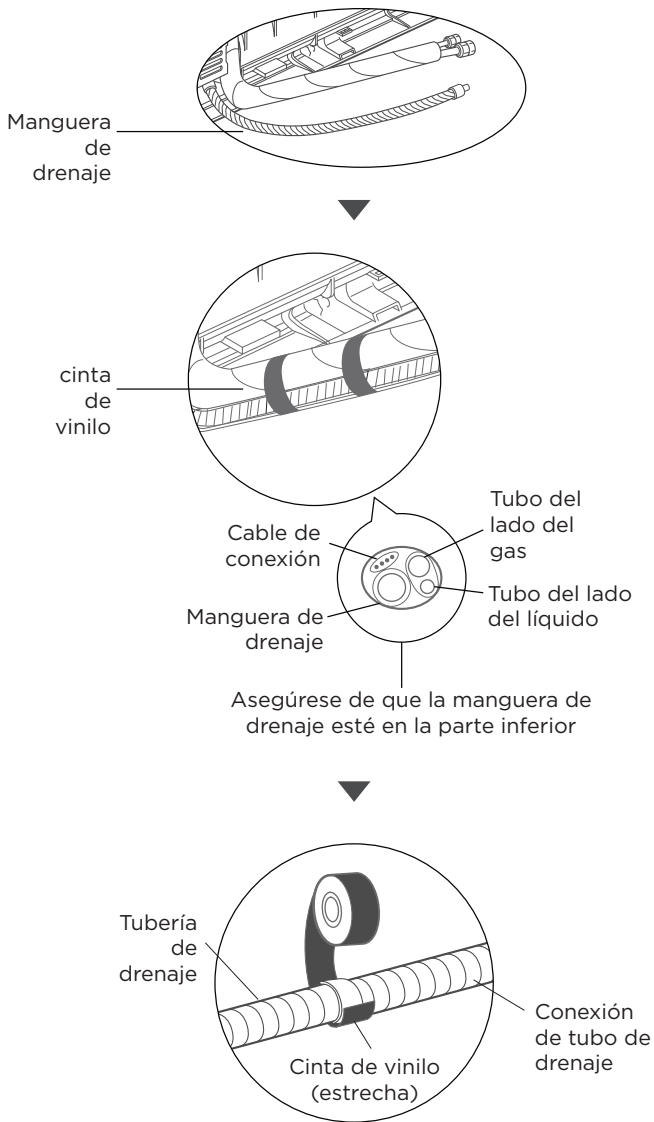 Manguera
de
drenaje
cinta
de
vinilo
Cable de
conexión
Tubo del
lado del
gas
Manguera de
drenaje
Tubo del lado
del líquido
Asegúrese de que la manguera de
drenaje esté en la parte inferior
Tubería
de
drenaje
Cinta de vinilo
(estrecha)
Conexión
de tubo de
drenaje